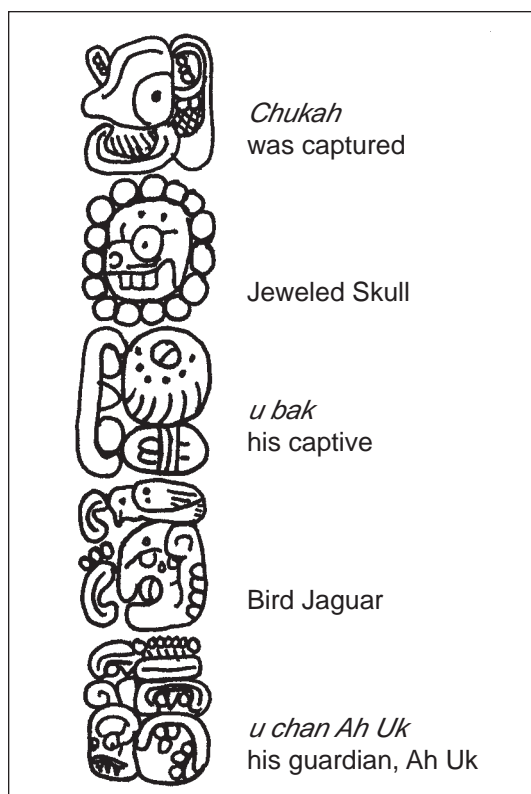 Chukah
was captured
Jeweled Skull
u bak
his captive
Bird Jaguar
u chan Ah Uk
his guardian, Ah Uk